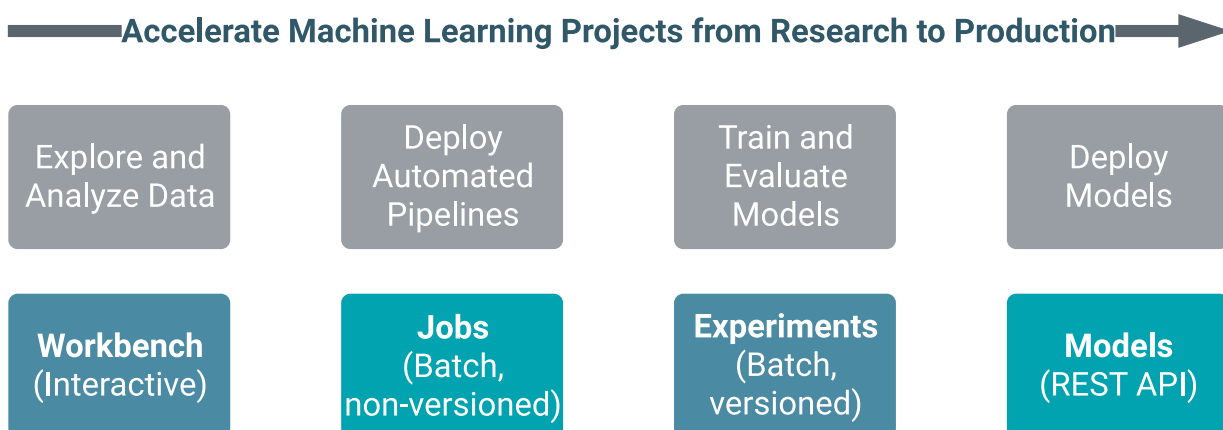 Accelerate Machine Learning Projects from Research to Production
Explore and
Analyze Data
Deploy
Automated
Pipelines
Train and
Evaluate
Models
Deploy
Models
Workbench
(Interactive)
Jobs
(Batch,
non-versioned)
Experiments
(Batch,
versioned)
Models
(REST API)